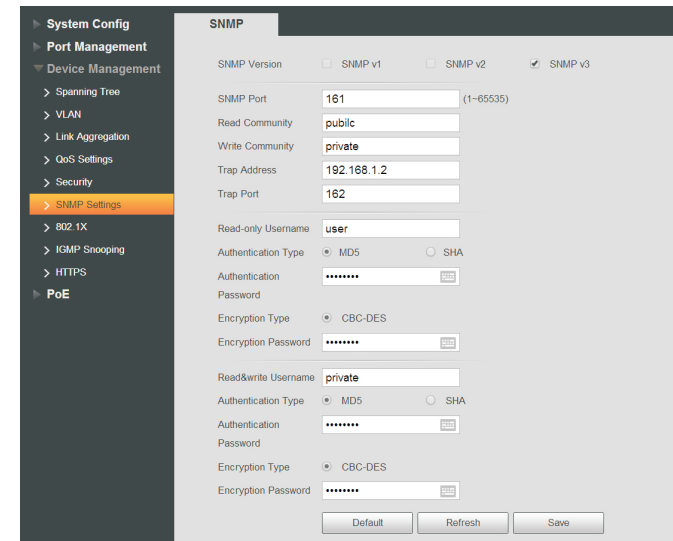 System Config
Port Management
Device Management
Spanning Tree
VLAN
Link Aggregation
QoS Settings
Security
SNMP Settings
802.1X
IGMP Snooping
HTTPS
PoE
SNMP
SNMP Version SNMP v1 SNMP v2 SNMP v3
SNMP Port 161 (1~65535)
Read Community pubilc
Write Community private
Trap Address 192.168.1.2
Trap Port 162
Read-only Username user
Authentication Type MD5 SHA
Authentication
Password ••••••••
Encryption Type CBC-DES
Encryption Password ••••••••
Read&write Username private
Authentication Type MD5 SHA
Authentication
Password ••••••••
Encryption Type CBC-DES
Encryption Password ••••••••
Default Refresh Save